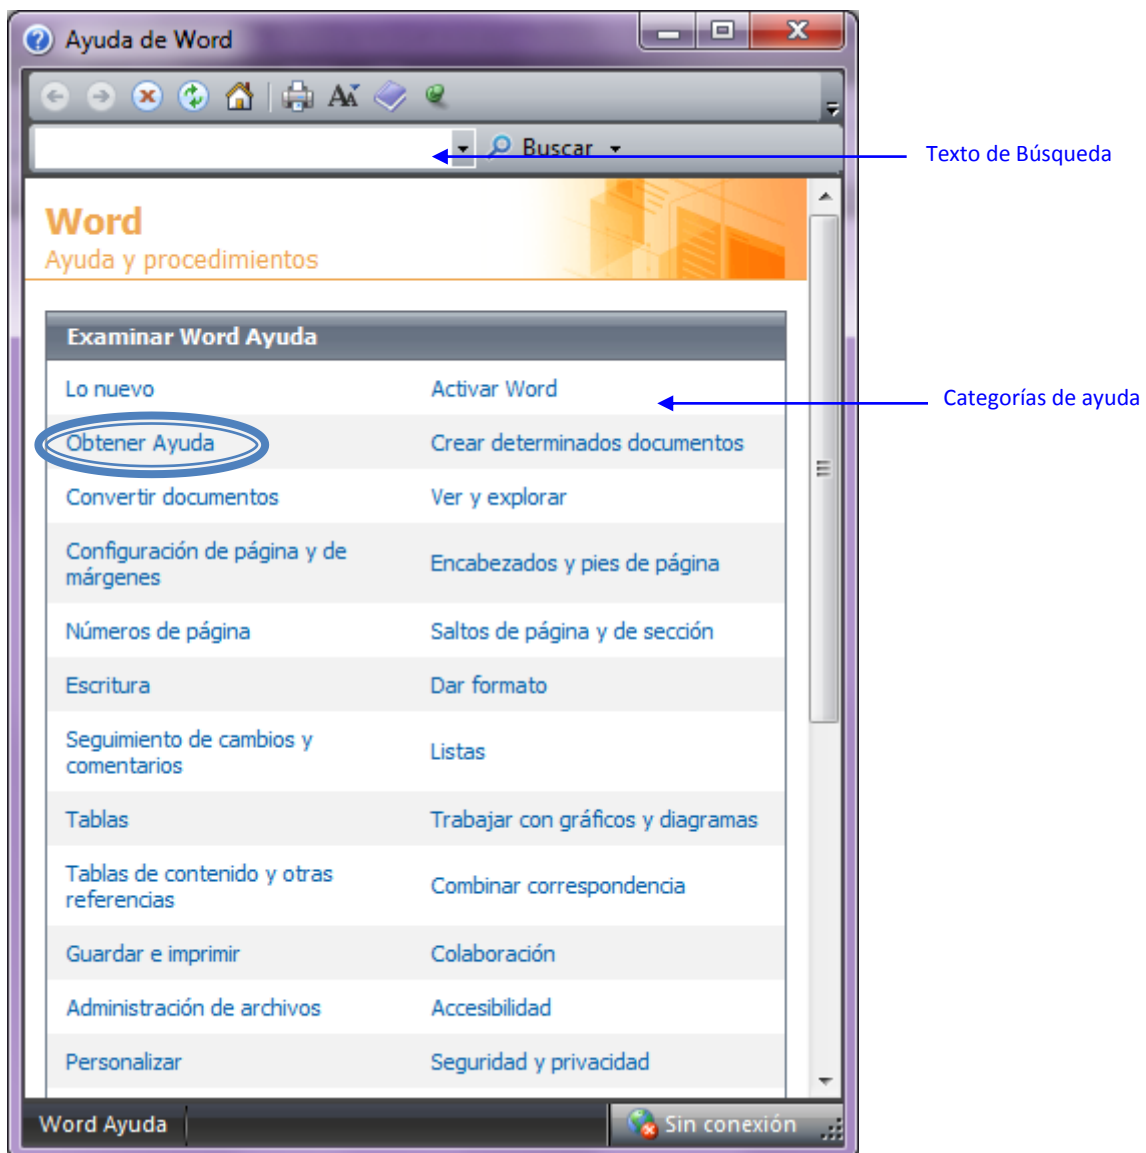 Ayuda de Word
Buscar
Texto de Búsqueda
Word
Ayuda y procedimientos
Examinar Word Ayuda
Lo nuevo
Activar Word
Categorías de ayuda
Obtener Ayuda
Crear determinados documentos
Convertir documentos
Ver y explorar
Configuración de página y de
márgenes
Encabezados y pies de página
Números de página
Saltos de página y de sección
Escritura
Dar formato
Seguimiento de cambios y
comentarios
Listas
Tablas
Trabajar con gráficos y diagramas
Tablas de contenido y otras
referencias
Combinar correspondencia
Guardar e imprimir
Colaboración
Administración de archivos
Accesibilidad
Personalizar
Seguridad y privacidad
Word Ayuda
Sin conexión